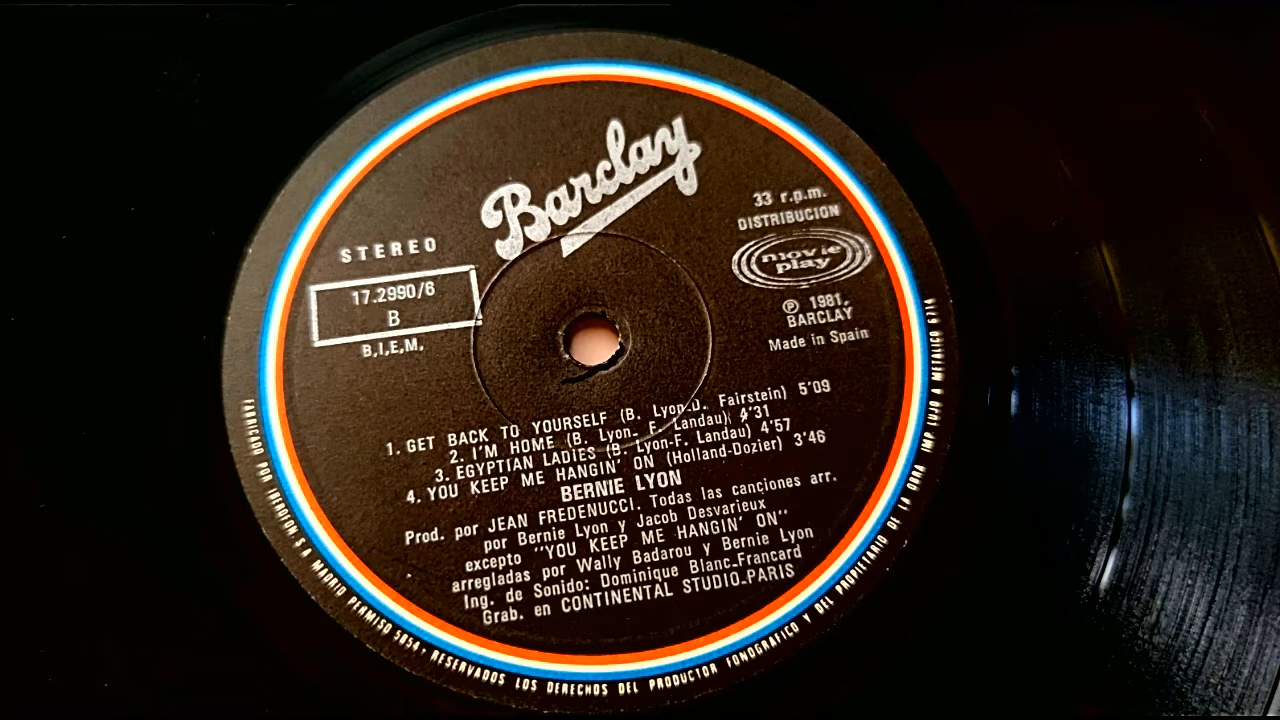 Barclay
STEREO
17.2990/6
B
B.I.E.M.
33 r.p.m.
DISTRIBUCION
movie
play
℗ 1981,
BARCLAY
Made in Spain
1. GET BACK TO YOURSELF (B. Lyon-D. Fairstein) 5'09
2. I'M HOME (B. Lyon- F. Landau) 4'31
3. EGYPTIAN LADIES (B. Lyon-F. Landau) 4'57
4. YOU KEEP ME HANGIN' ON (Holland-Dozier) 3'46
BERNIE LYON
Prod. por JEAN FREDENUCCI. Todas las canciones arr.
por Bernie Lyon y Jacob Desvarieux
excepto "YOU KEEP ME HANGIN' ON"
arregladas por Wally Badarou y Bernie Lyon
Ing. de Sonido: Dominique Blanc-Francard
Grab. en CONTINENTAL STUDIO-PARIS
FABRICADO POR IBEROFON S A MADRID PERMISO 5854 • RESERVADOS LOS DERECHOS DEL PRODUCTOR FONOGRAFICO Y DEL PROPIETARIO DE LA OBRA IMP LUJO A METALICO